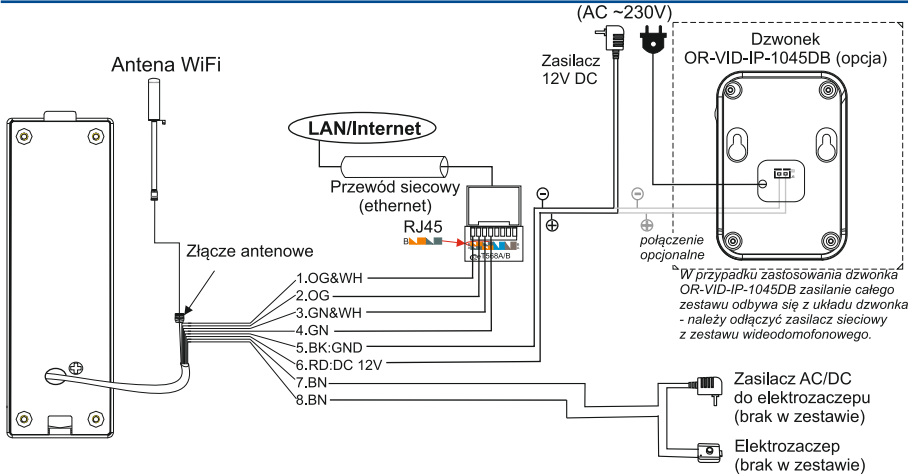 (AC ~230V)
Dzwonek
OR-VID-IP-1045DB (opcja)
Zasilacz
12V DC
Antena WiFi
LAN/Internet
Przewód siecowy
(ethernet)
RJ45
B
T568A/B
połączenie
opcjonalne
Złącze antenowe
W przypadku zastosowania dzwonka
OR-VID-IP-1045DB zasilanie całego
zestawu odbywa się z układu dzwonka
- należy odłączyć zasilacz sieciowy
z zestawu wideodomofonowego.
1.OG&WH
2.OG
3.GN&WH
4.GN
5.BK:GND
6.RD:DC 12V
7.BN
8.BN
Zasilacz AC/DC
do elektrozaczepu
(brak w zestawie)
Elektrozaczep
(brak w zestawie)